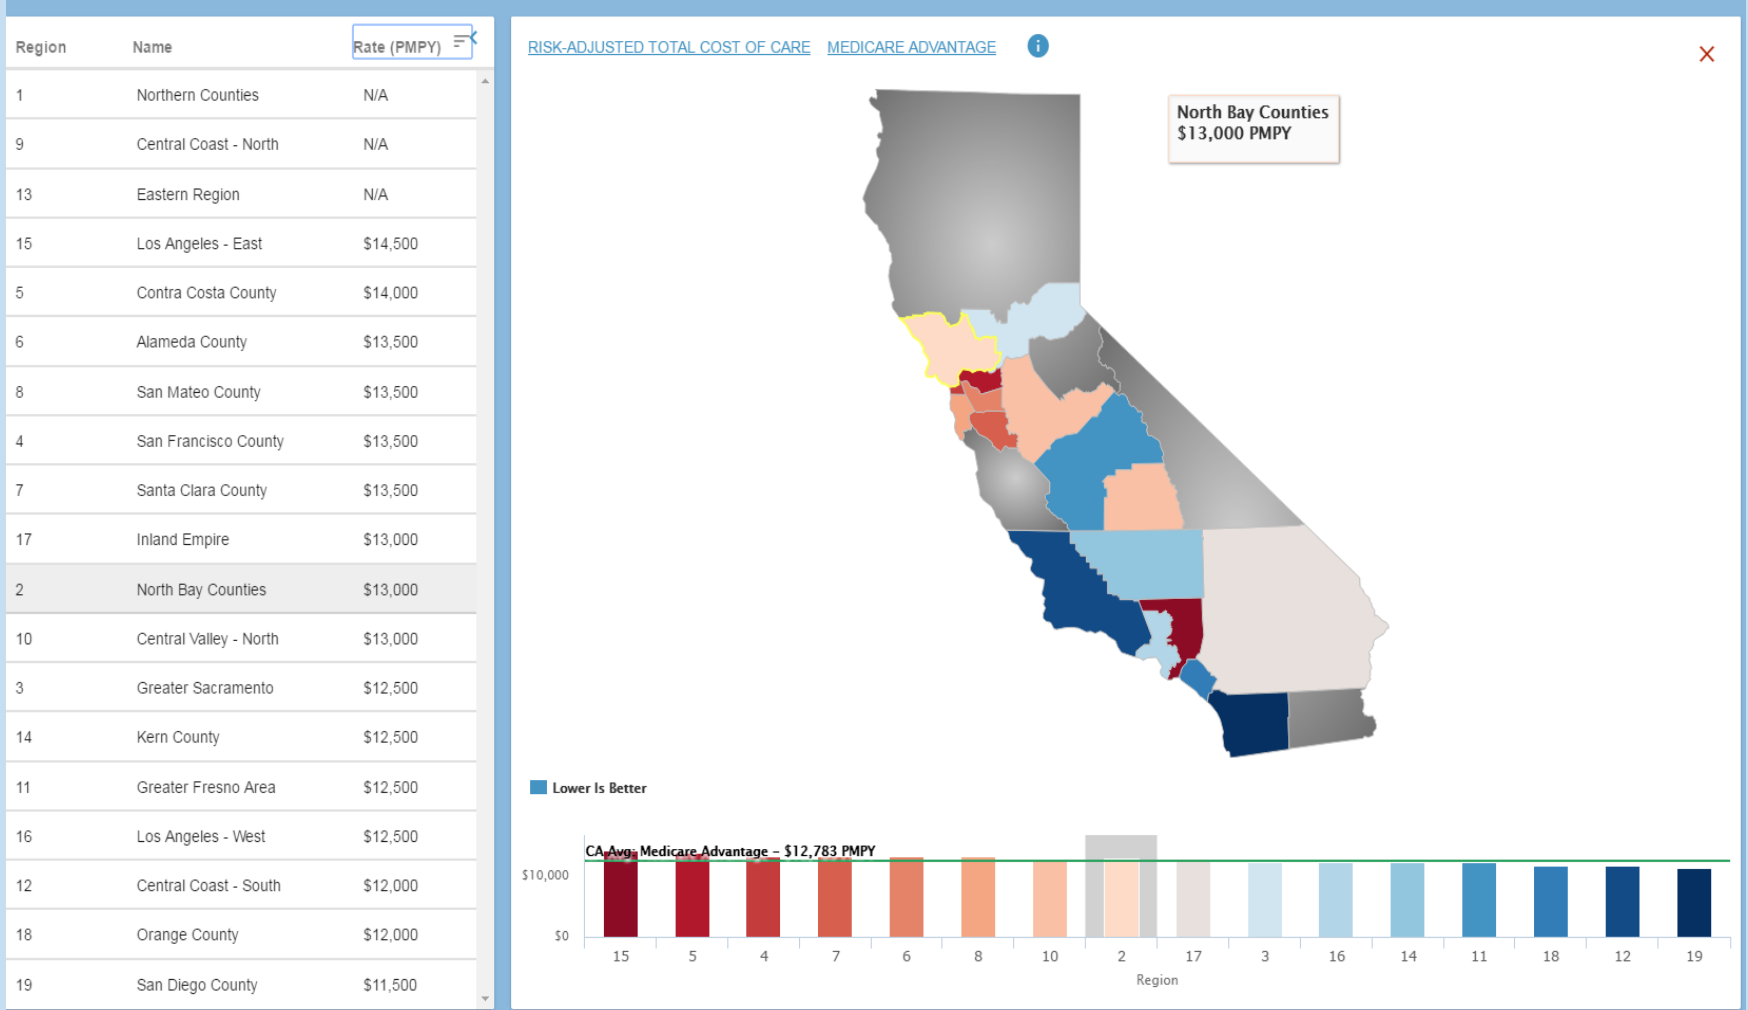 Region Name Rate (PMPY)
1 Northern Counties N/A
9 Central Coast - North N/A
13 Eastern Region N/A
15 Los Angeles - East $14,500
5 Contra Costa County $14,000
6 Alameda County $13,500
8 San Mateo County $13,500
4 San Francisco County $13,500
7 Santa Clara County $13,500
17 Inland Empire $13,000
2 North Bay Counties $13,000
10 Central Valley - North $13,000
3 Greater Sacramento $12,500
14 Kern County $12,500
11 Greater Fresno Area $12,500
16 Los Angeles - West $12,500
12 Central Coast - South $12,000
18 Orange County $12,000
19 San Diego County $11,500
RISK-ADJUSTED TOTAL COST OF CARE MEDICARE ADVANTAGE i
North Bay Counties
$13,000 PMPY
Lower Is Better
CA Avg: Medicare Advantage - $12,783 PMPY
$10,000
$0
15 5 4 7 6 8 10 2 17 3 16 14 11 18 12 19
Region